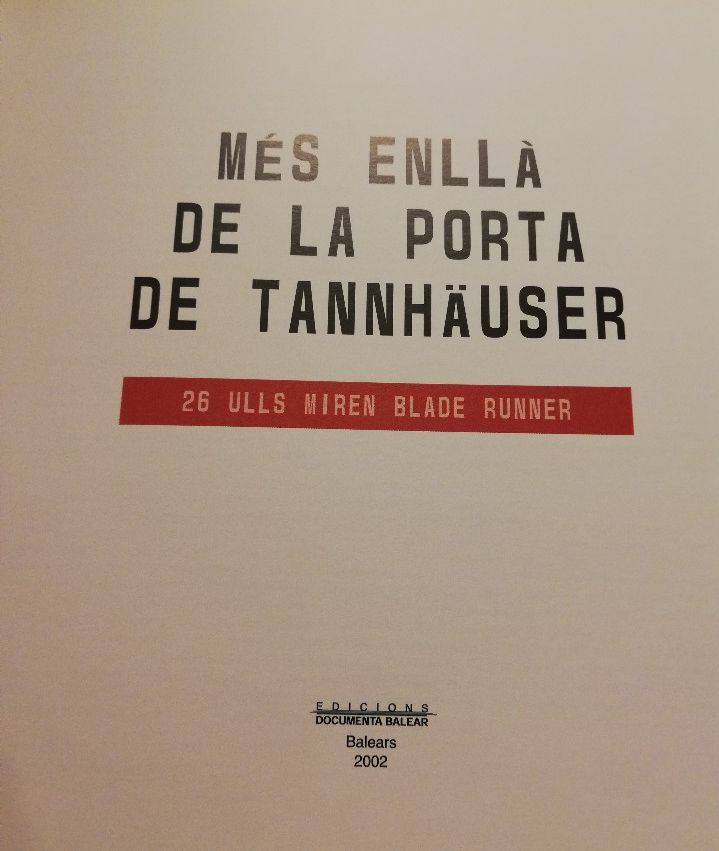 MÉS ENLLÀ
DE LA PORTA
DE TANNHÄUSER
26 ULLS MIREN BLADE RUNNER
EDICIONS
DOCUMENTA BALEAR
Balears
2002